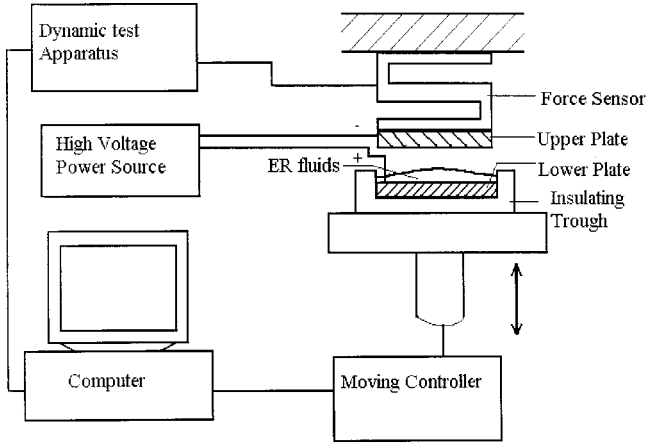 Dynamic test
Apparatus
Force Sensor
High Voltage
Power Source
-
Upper Plate
+
ER fluids
Lower Plate
Insulating
Trough
Computer
Moving Controller